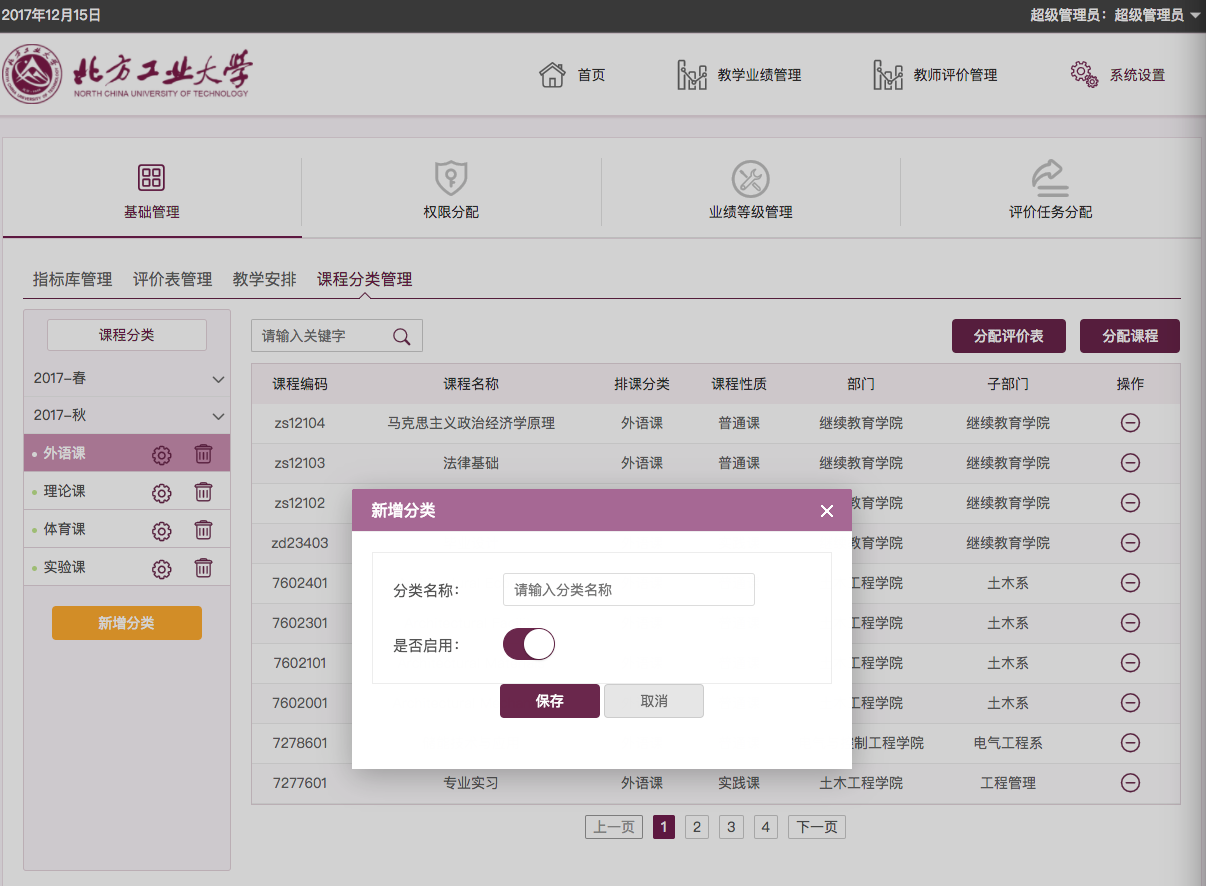 2017年12月15日
超级管理员：超级管理员
北方工业大学
NORTH CHINA UNIVERSITY OF TECHNOLOGY
首页
教学业绩管理
教师评价管理
系统设置
基础管理
权限分配
业绩等级管理
评价任务分配
指标库管理 评价表管理 教学安排 课程分类管理
课程分类
2017-春
2017-秋
外语课
理论课
体育课
实验课
新增分类
请输入关键字
分配评价表
分配课程
课程编码 课程名称 排课分类 课程性质 部门 子部门 操作
zs12104 马克思主义政治经济学原理 外语课 普通课 继续教育学院 继续教育学院
zs12103 法律基础 外语课 普通课 继续教育学院 继续教育学院
zs12102 教育学院 继续教育学院
zd23403 教育学院 继续教育学院
7602401 工程学院 土木系
7602301 工程学院 土木系
7602101 工程学院 土木系
7602001 工程学院 土木系
7278601 制工程学院 电气工程系
7277601 专业实习 外语课 实践课 土木工程学院 工程管理
新增分类
分类名称：
请输入分类名称
是否启用：
保存
取消
上一页 1 2 3 4 下一页